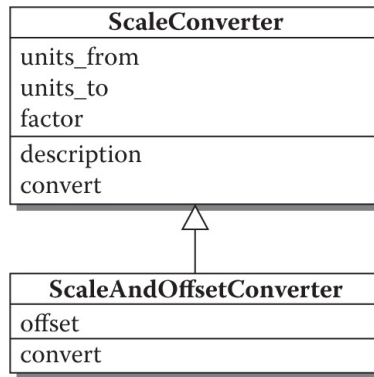 ScaleConverter
units_from
units_to
factor
description
convert
ScaleAndOffsetConverter
offset
convert